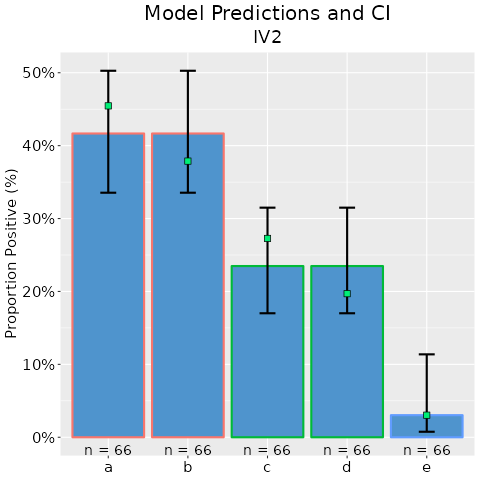 Model Predictions and CI
IV2
Proportion Positive (%)
50%
40%
30%
20%
10%
0%
n = 66 n = 66 n = 66 n = 66 n = 66
a b c d e